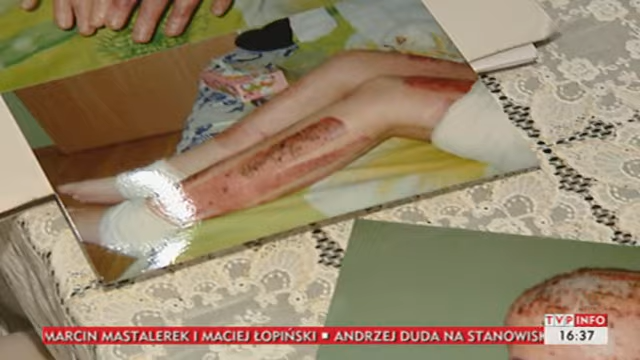 TVP INFO
MARCIN MASTALEREK I MACIEJ ŁOPIŃSKI ▪ ANDRZEJ DUDA NA STANOWISK
16:37